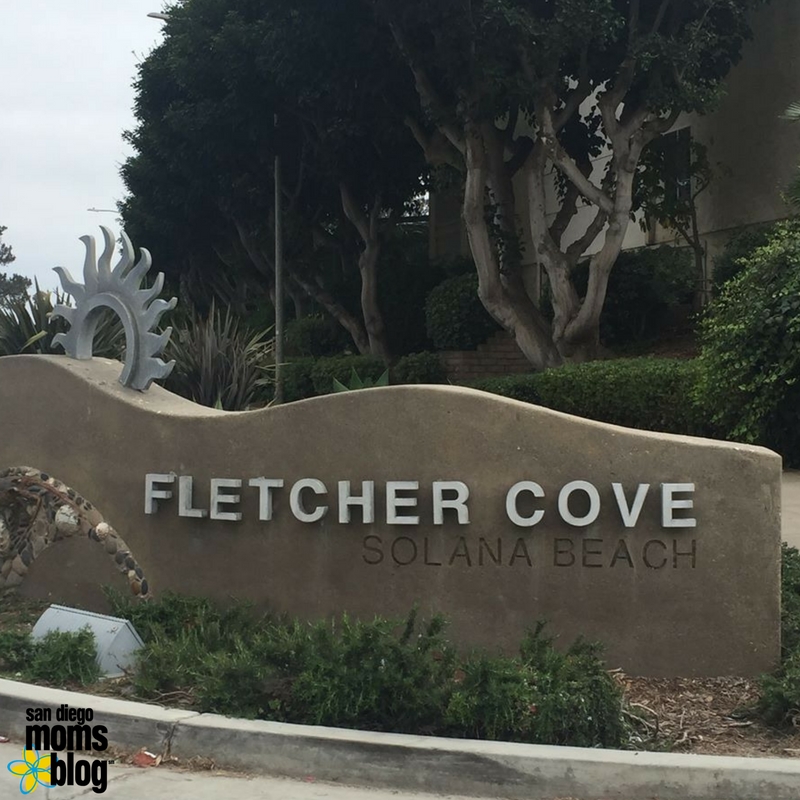 FLETCHER COVE
SOLANA BEACH
san diego
moms
blog